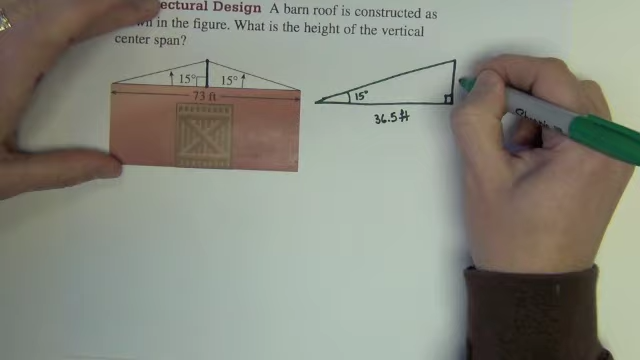 ectural Design A barn roof is constructed as
wn in the figure. What is the height of the vertical
center span?
15° 15°
73 ft
15°
36.5 ft